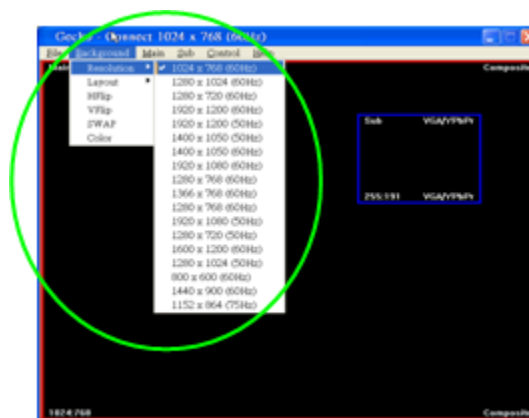 Gecko - Connect 1024 x 768 (60Hz)
File Background Main Sub Control Help
Resolution
Layout
HFlip
VFlip
SWAP
Color
1024 x 768 (60Hz)
1280 x 1024 (60Hz)
1280 x 720 (60Hz)
1920 x 1200 (60Hz)
1920 x 1200 (50Hz)
1400 x 1050 (50Hz)
1400 x 1050 (60Hz)
1920 x 1080 (60Hz)
1280 x 768 (60Hz)
1366 x 768 (60Hz)
1280 x 768 (60Hz)
1920 x 1080 (50Hz)
1280 x 720 (50Hz)
1600 x 1200 (60Hz)
1280 x 1024 (50Hz)
800 x 600 (60Hz)
1440 x 900 (60Hz)
1152 x 864 (75Hz)
Composite
Sub VGA/YPbPr
255:191 VGA/YPbPr
1024:768 Composite